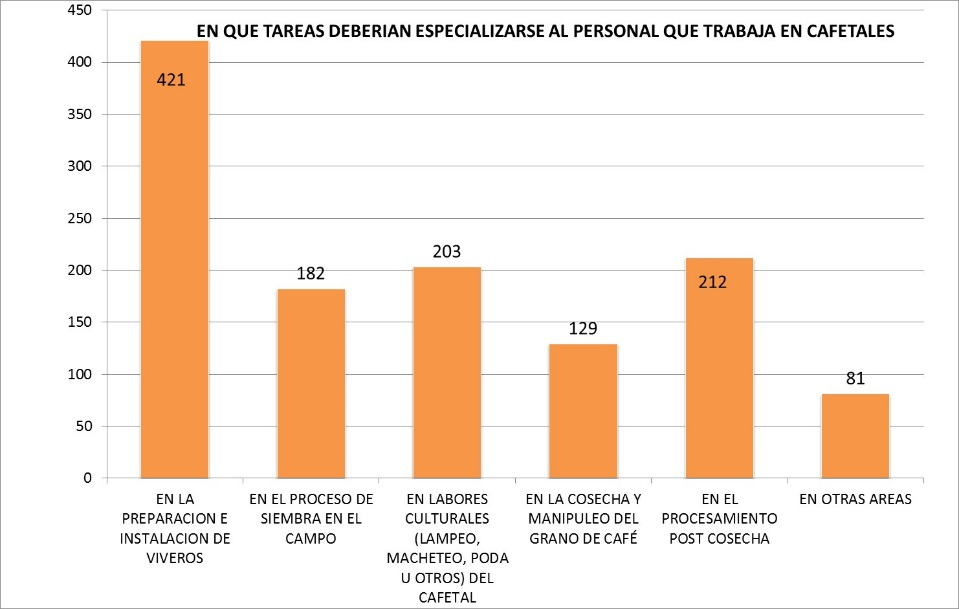 EN QUE TAREAS DEBERIAN ESPECIALIZARSE AL PERSONAL QUE TRABAJA EN CAFETALES
450
400
350
300
250
200
150
100
50
0
421
182
203
129
212
81
EN LA
PREPARACION E
INSTALACION DE
VIVEROS
EN EL PROCESO DE
SIEMBRA EN EL
CAMPO
EN LABORES
CULTURALES
(LAMPEO,
MACHETEO, PODA
U OTROS) DEL
CAFETAL
EN LA COSECHA Y
MANIPULEO DEL
GRANO DE CAFÉ
EN EL
PROCESAMIENTO
POST COSECHA
EN OTRAS AREAS